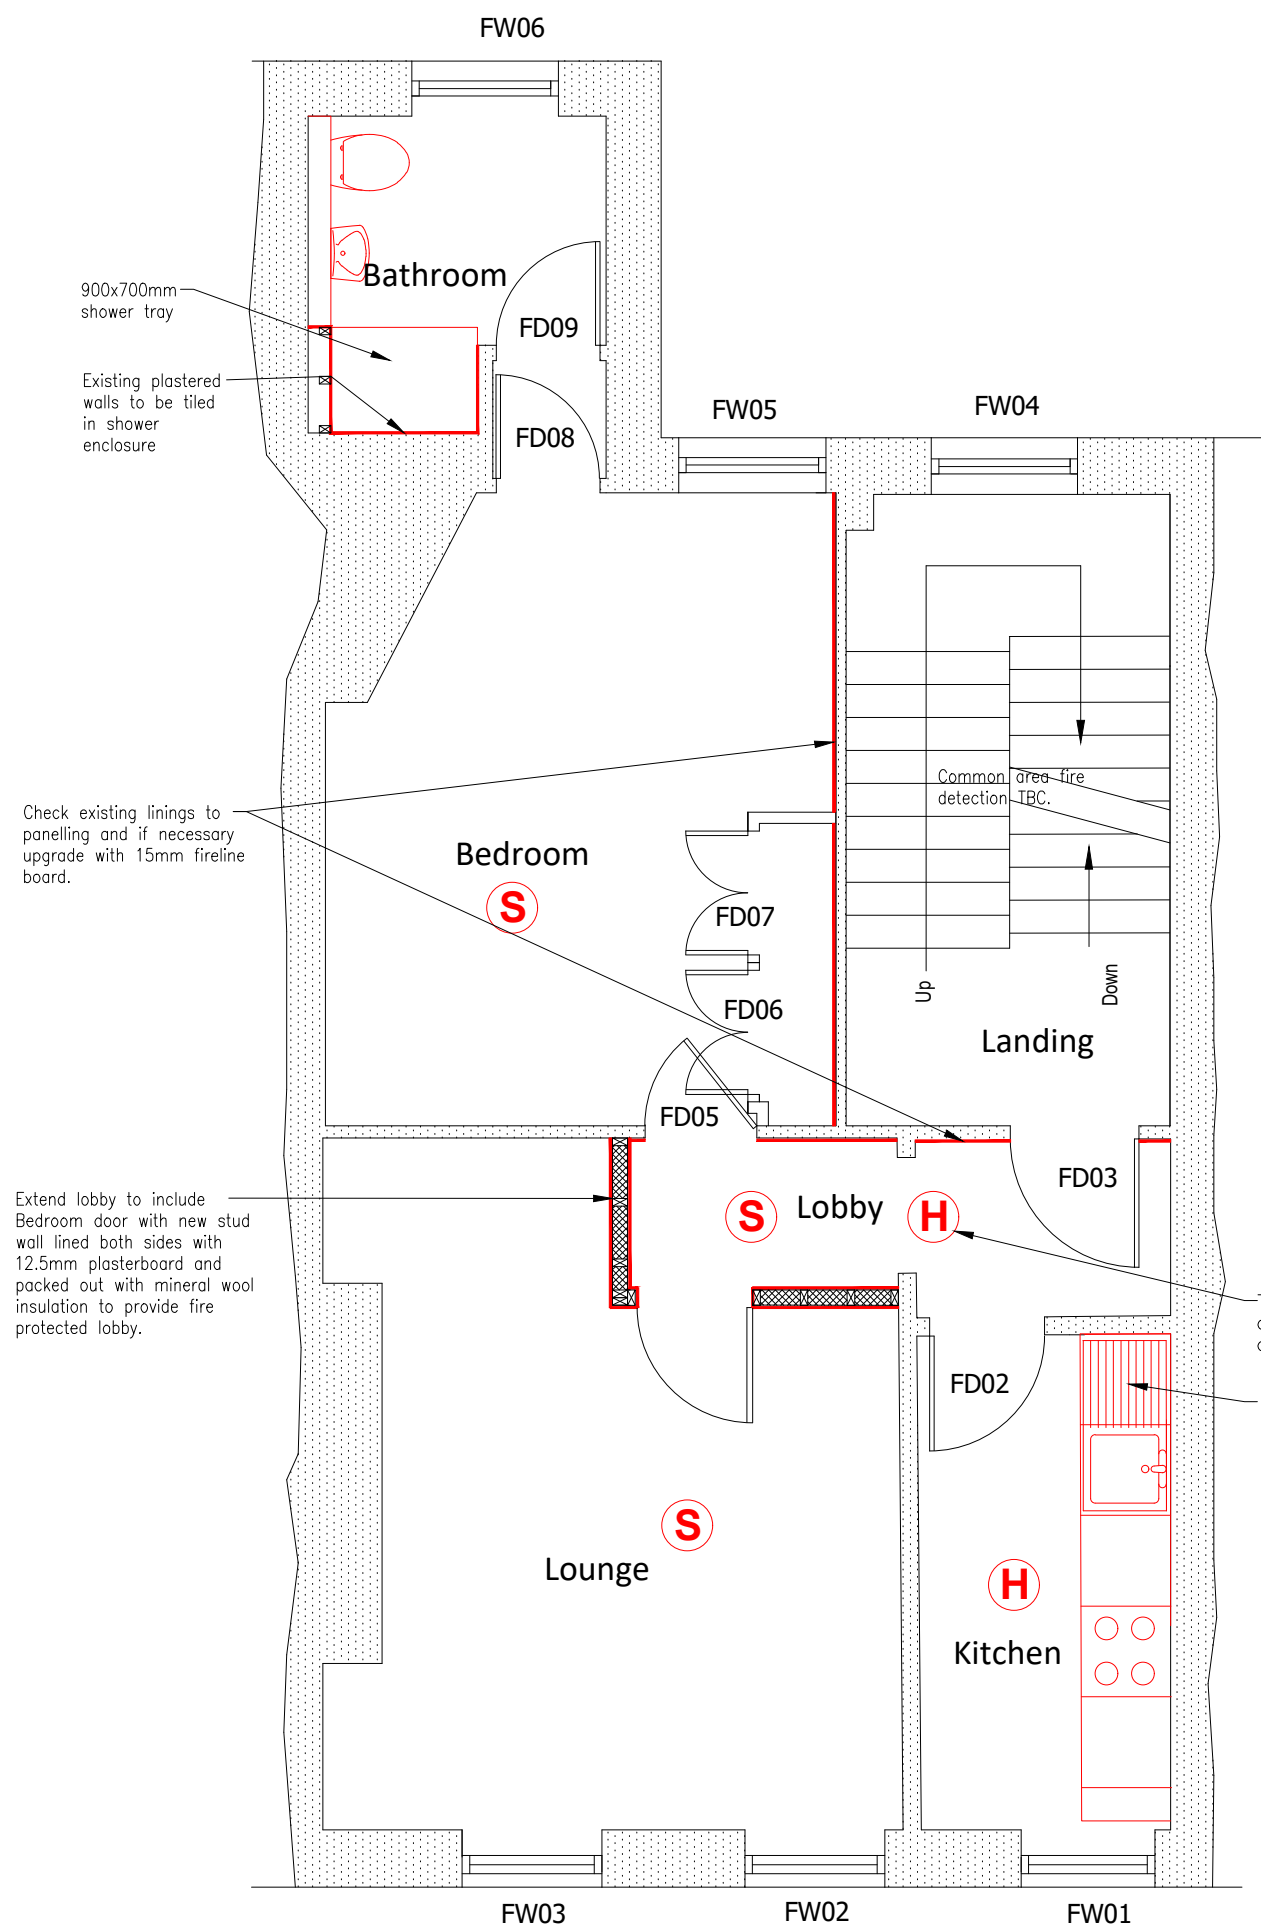 FW06
Bathroom
900x700mm
shower tray
FD09
Existing plastered
walls to be tiled
in shower
enclosure
FW05
FW04
FD08
Common area fire
detection TBC.
Check existing linings to
panelling and if necessary
upgrade with 15mm fireline
board.
Bedroom
S
FD07
FD06
Up
Down
Landing
FD05
FD03
Extend lobby to include
Bedroom door with new stud
wall lined both sides with
12.5mm plasterboard and
packed out with mineral wool
insulation to provide fire
protected lobby.
S
Lobby
H
FD02
S
Lounge
H
Kitchen
FW03
FW02
FW01